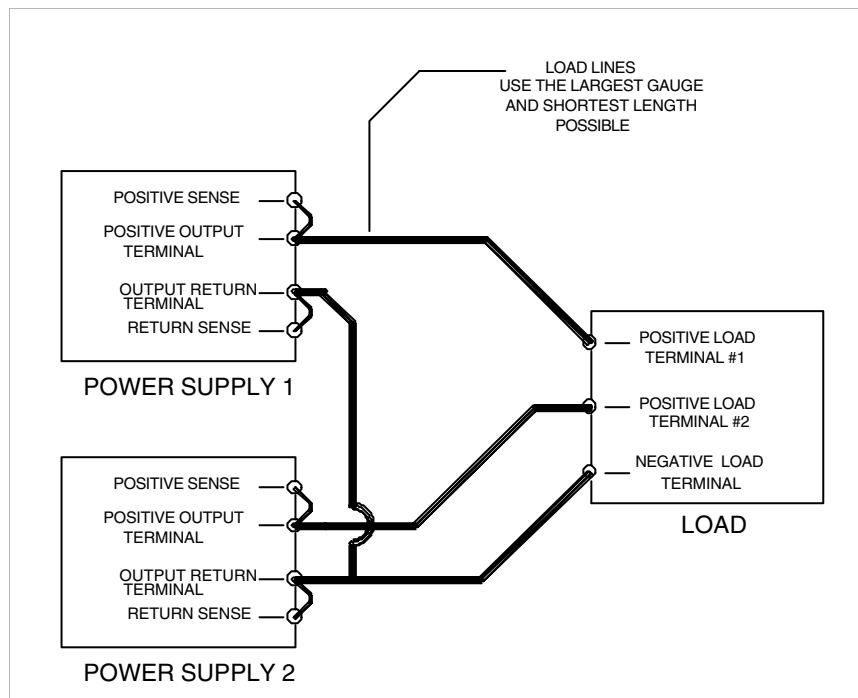 LOAD LINES
USE THE LARGEST GAUGE
AND SHORTEST LENGTH
POSSIBLE
POSITIVE SENSE
POSITIVE OUTPUT
TERMINAL
OUTPUT RETURN
TERMINAL
RETURN SENSE
POWER SUPPLY 1
POSITIVE LOAD
TERMINAL #1
POSITIVE LOAD
TERMINAL #2
NEGATIVE LOAD
TERMINAL
LOAD
POSITIVE SENSE
POSITIVE OUTPUT
TERMINAL
OUTPUT RETURN
TERMINAL
RETURN SENSE
POWER SUPPLY 2